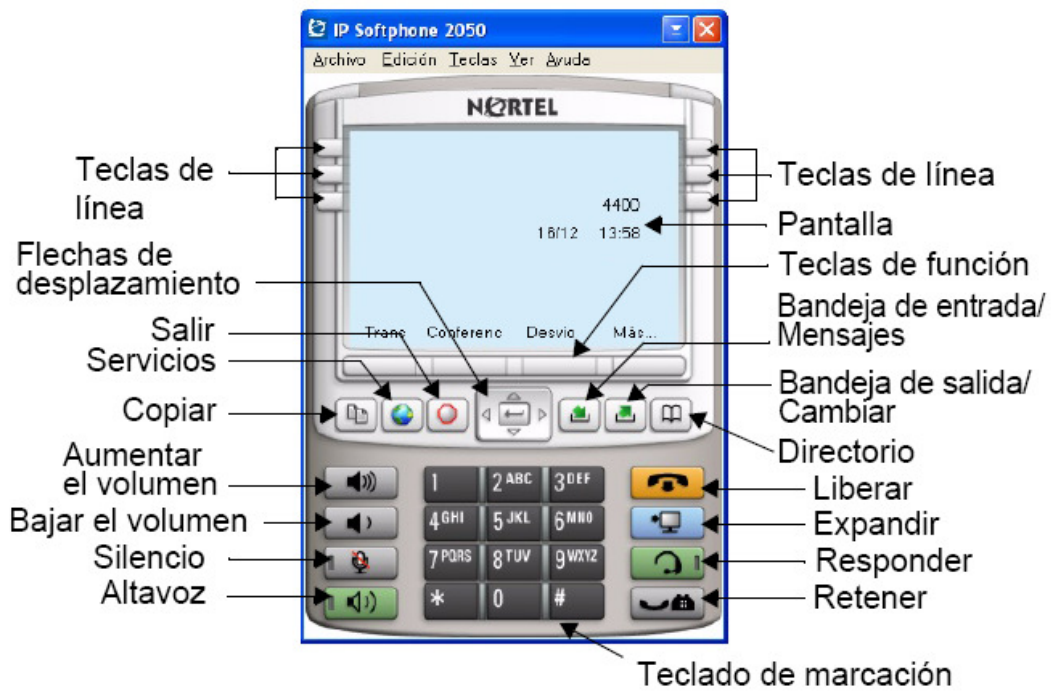 IP Softphone 2050
Archivo Edición Teclas Ver Ayuda
NORTEL
Teclas de
línea
Teclas de línea
4400
Pantalla
16/12 13:58
Flechas de
desplazamiento
Teclas de función
Bandeja de entrada/
Mensajes
Salir
Trans Conferenc Desvío Más...
Servicios
Bandeja de salida/
Cambiar
Copiar
Directorio
Aumentar
el volumen
1 2 ABC 3 DEF
Liberar
Bajar el volumen
4 GHI 5 JKL 6 MNO
Expandir
Silencio
7 PQRS 8 TUV 9 WXYZ
Responder
Altavoz
* 0 #
Retener
Teclado de marcación